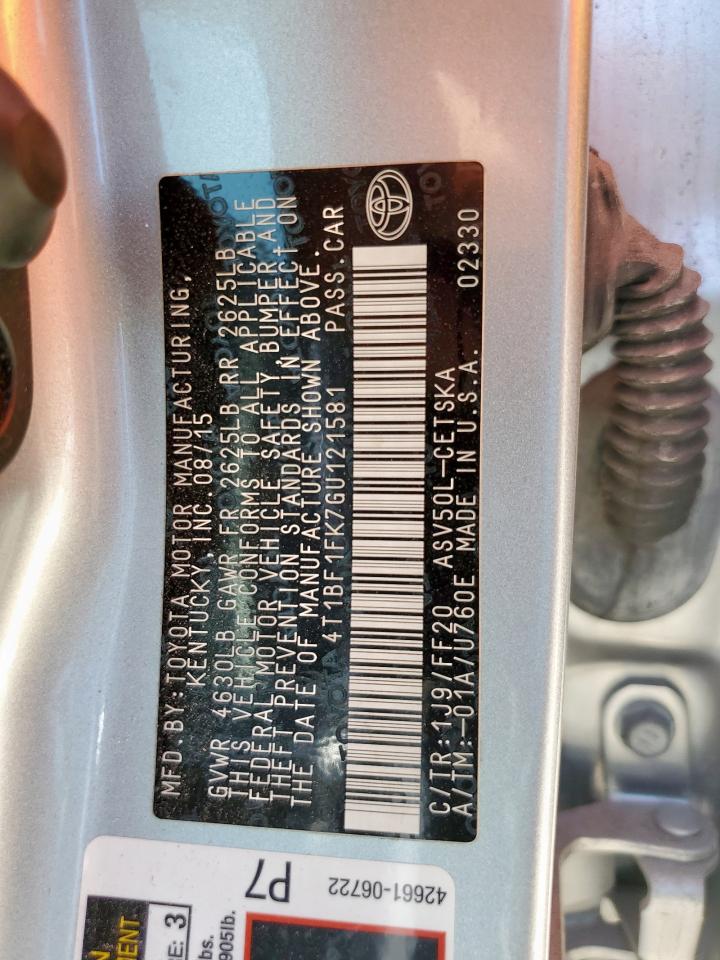 MFD.BY:TOYOTA MOTOR MANUFACTURING,
KENTUCKY, INC.08/15
GVWR 4630LB GAWR FR 2625LB RR 2625LB
THIS VEHICLE CONFORMS TO ALL APPLICABLE
FEDERAL MOTOR VEHICLE SAFETY, BUMPER, AND
THEFT PREVENTION STANDARDS IN EFFECT ON
THE DATE OF MANUFACTURE SHOWN ABOVE.
4T1BF1FK7GU121581 PASS.CAR
C/TR:1J9/FF20 ASV50L-CETSKA
A/TM:-01A/U760E MADE IN U.S.A. 02330
P7
42661-06722
E: 3
bs.
905lb.